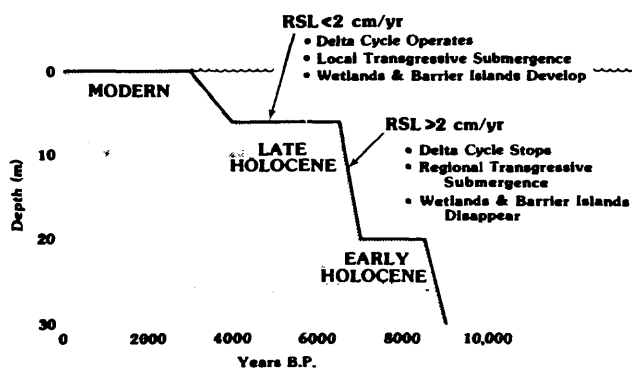 RSL<2 cm/yr
• Delta Cycle Operates
• Local Transgressive Submergence
• Wetlands & Barrier Islands Develop
0
MODERN
RSL>2 cm/yr
• Delta Cycle Stops
• Regional Transgressive
Submergence
• Wetlands & Barrier Islands
Disappear
10
LATE
HOLOCENE
Depth (m)
20
EARLY
HOLOCENE
30
0 2000 4000 6000 8000 10,000
Years B.P.